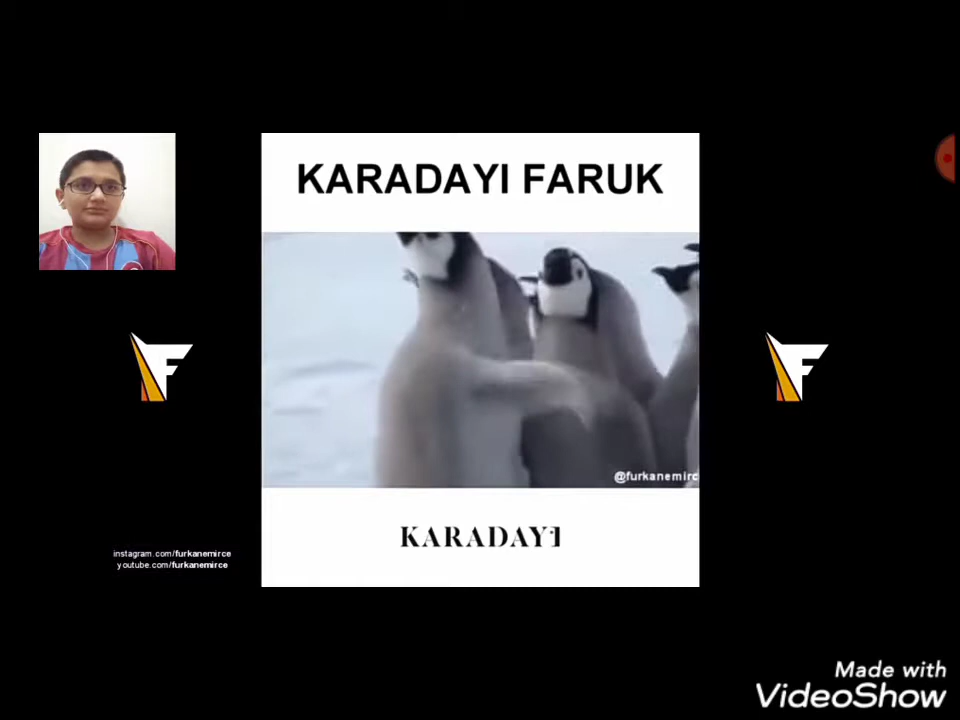 KARADAYI FARUK
@furkanemirc
KARADAYI
instagram.com/furkanemirce
youtube.com/furkanemirce
Made with
VideoShow